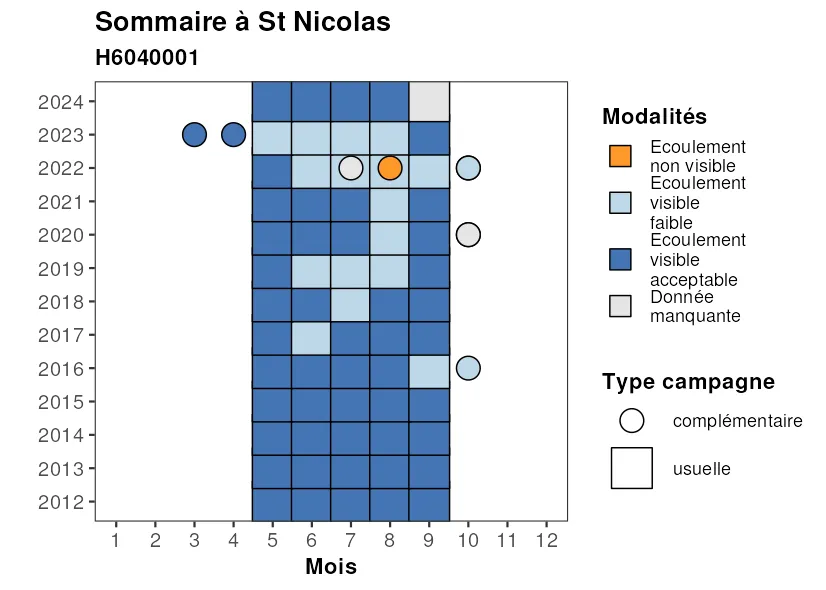 Sommaire à St Nicolas
H6040001
2024
2023
2022
2021
2020
2019
2018
2017
2016
2015
2014
2013
2012
1 2 3 4 5 6 7 8 9 10 11 12
Mois
Modalités
Ecoulement
non visible
Ecoulement
visible
faible
Ecoulement
visible
acceptable
Donnée
manquante
Type campagne
complémentaire
usuelle